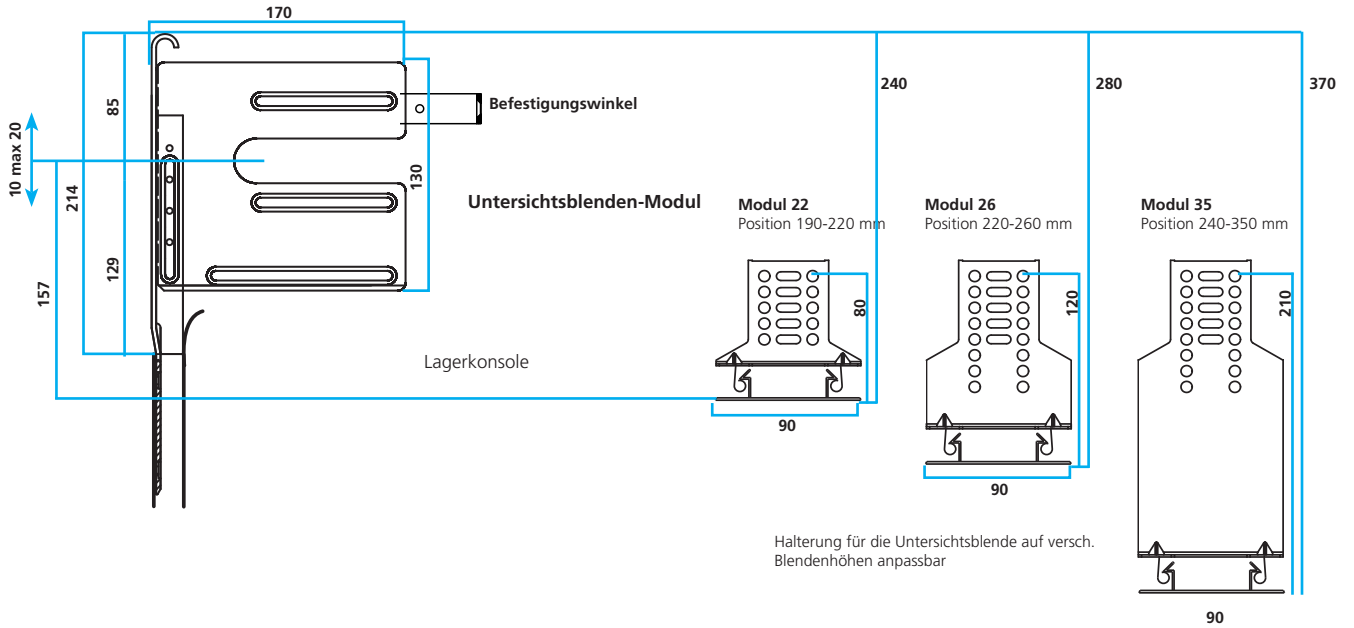 170
240
280
370
85
Befestigungswinkel
10 max 20
130
214
Untersichtsblenden-Modul
Modul 22
Position 190-220 mm
Modul 26
Position 220-260 mm
Modul 35
Position 240-350 mm
129
157
80
120
210
Lagerkonsole
90
90
Halterung für die Untersichtsblende auf versch.
Blendenhöhen anpassbar
90